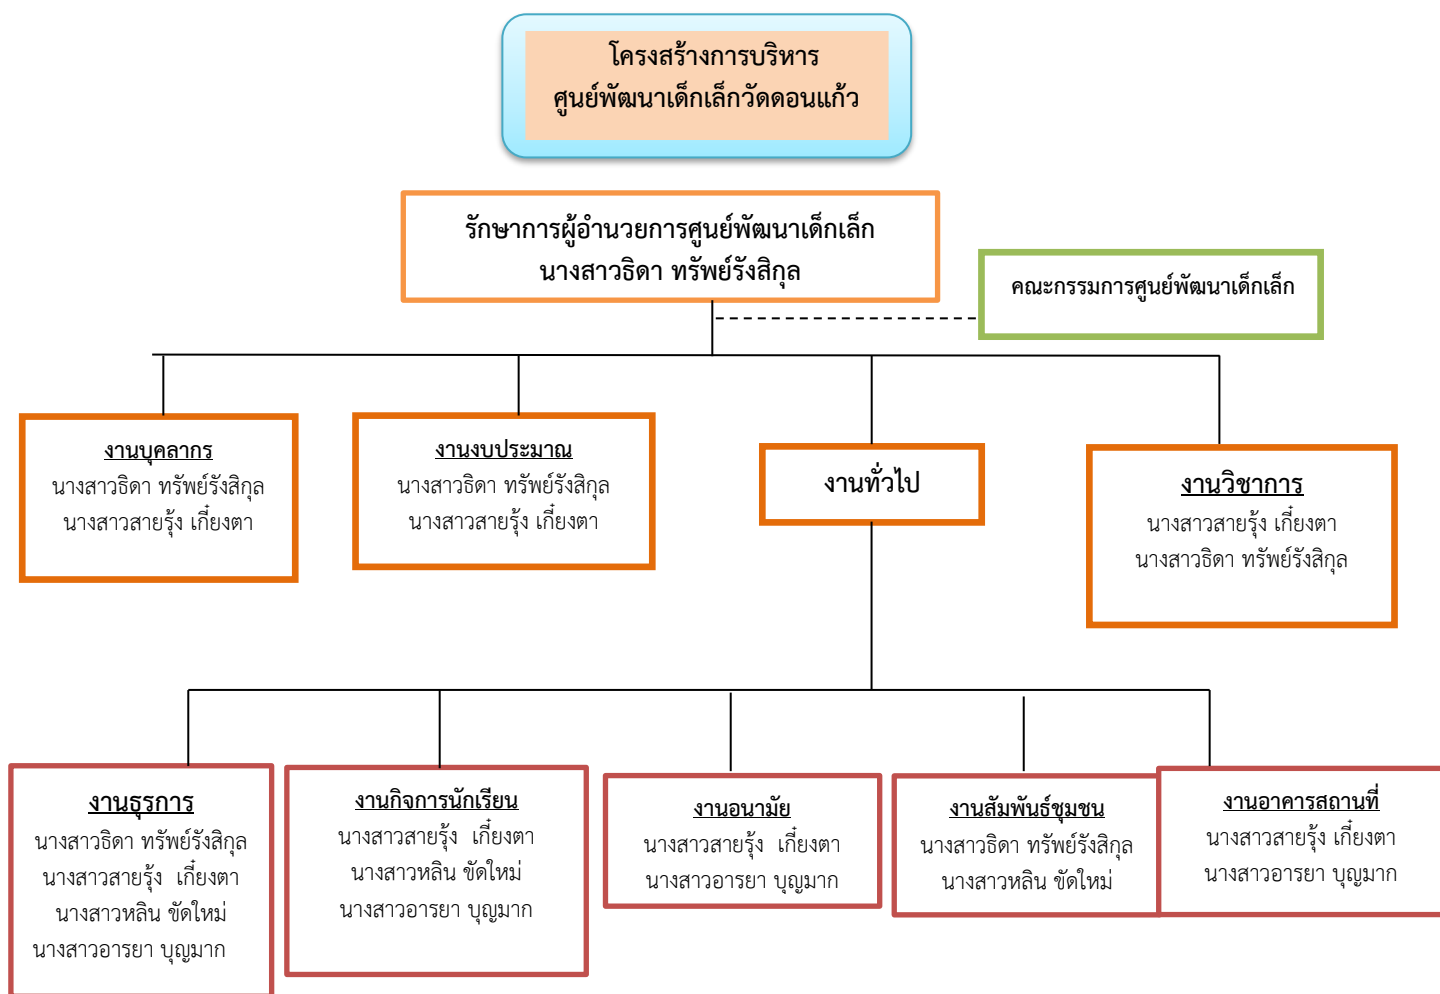 โครงสร้างการบริหาร
ศูนย์พัฒนาเด็กเล็กวัดดอนแก้ว
รักษาการผู้อำนวยการศูนย์พัฒนาเด็กเล็ก
นางสาวธิดา ทรัพย์รังสิกุล
คณะกรรมการศูนย์พัฒนาเด็กเล็ก
งานบุคลากร
นางสาวธิดา ทรัพย์รังสิกุล
นางสาวสายรุ้ง เกี๋ยงตา
งานงบประมาณ
นางสาวธิดา ทรัพย์รังสิกุล
นางสาวสายรุ้ง เกี๋ยงตา
งานทั่วไป
งานวิชาการ
นางสาวสายรุ้ง เกี๋ยงตา
นางสาวธิดา ทรัพย์รังสิกุล
งานธุรการ
นางสาวธิดา ทรัพย์รังสิกุล
นางสาวสายรุ้ง เกี๋ยงตา
นางสาวหลิน ขัดใหม่
นางสาวอารยา บุญมาก
งานกิจการนักเรียน
นางสาวสายรุ้ง เกี๋ยงตา
นางสาวหลิน ขัดใหม่
นางสาวอารยา บุญมาก
งานอนามัย
นางสาวสายรุ้ง เกี๋ยงตา
นางสาวอารยา บุญมาก
งานสัมพันธ์ชุมชน
นางสาวธิดา ทรัพย์รังสิกุล
นางสาวหลิน ขัดใหม่
งานอาคารสถานที่
นางสาวสายรุ้ง เกี๋ยงตา
นางสาวอารยา บุญมาก